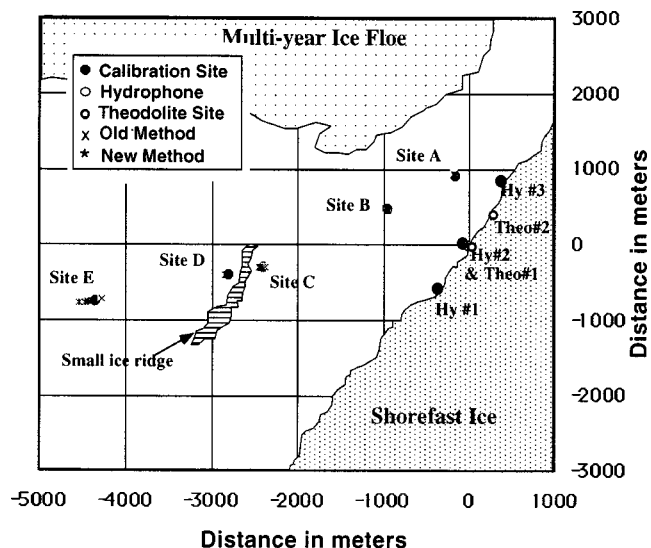 Multi-year Ice Floe
● Calibration Site
○ Hydrophone
○ Theodolite Site
× Old Method
* New Method
Site A
Site B
Hy #3
Theo#2
Hy#2
& Theo#1
Site D
Site C
Site E
Hy #1
Small ice ridge
Shorefast Ice
3000
2000
1000
0
-1000
-2000
-3000
Distance in meters
-5000 -4000 -3000 -2000 -1000 0 1000
Distance in meters